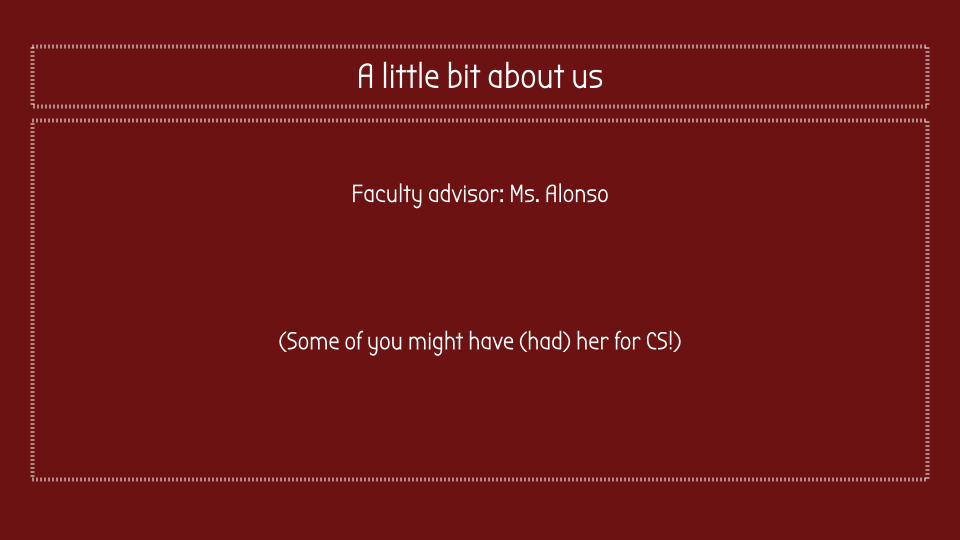 A little bit about us
Faculty advisor: Ms. Alonso
(Some of you might have (had) her for CS!)